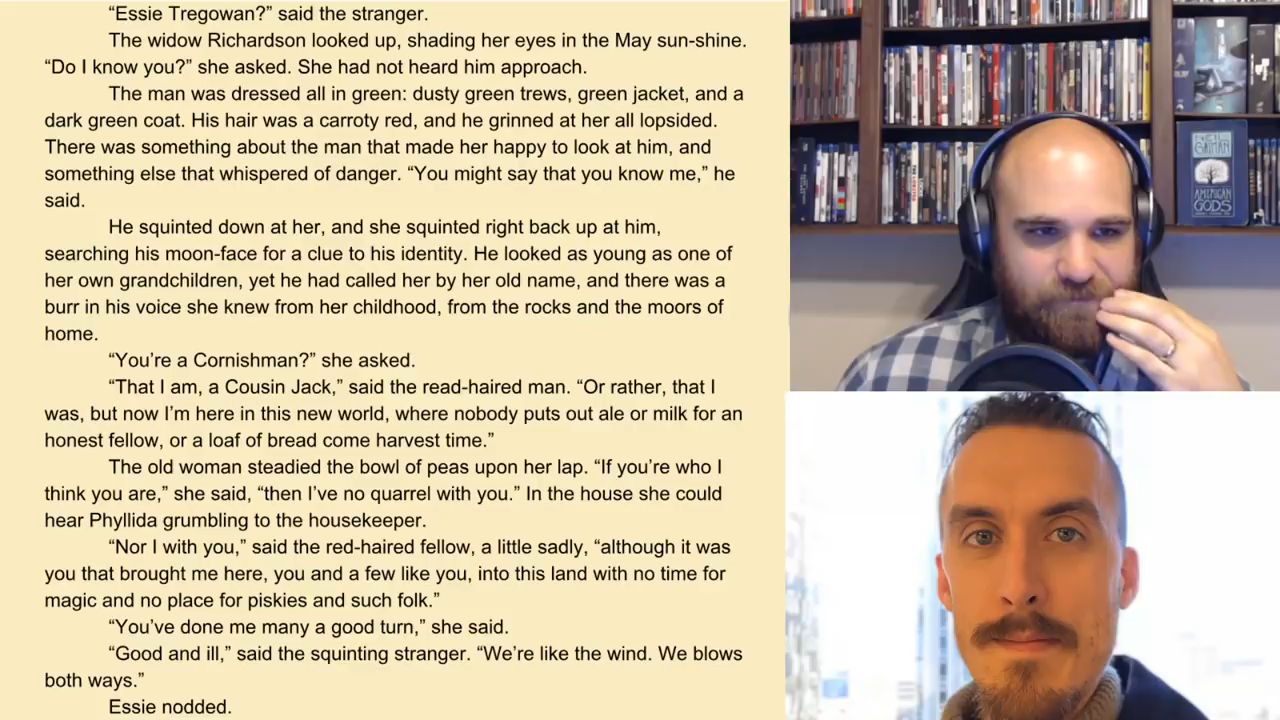 “Essie Tregowan?” said the stranger.
The widow Richardson looked up, shading her eyes in the May sun-shine.
“Do I know you?” she asked. She had not heard him approach.
The man was dressed all in green: dusty green trews, green jacket, and a
dark green coat. His hair was a carroty red, and he grinned at her all lopsided.
There was something about the man that made her happy to look at him, and
something else that whispered of danger. “You might say that you know me,” he
said.
He squinted down at her, and she squinted right back up at him,
searching his moon-face for a clue to his identity. He looked as young as one of
her own grandchildren, yet he had called her by her old name, and there was a
burr in his voice she knew from her childhood, from the rocks and the moors of
home.
“You’re a Cornishman?” she asked.
“That I am, a Cousin Jack,” said the read-haired man. “Or rather, that I
was, but now I’m here in this new world, where nobody puts out ale or milk for an
honest fellow, or a loaf of bread come harvest time.”
The old woman steadied the bowl of peas upon her lap. “If you’re who I
think you are,” she said, “then I’ve no quarrel with you.” In the house she could
hear Phyllida grumbling to the housekeeper.
“Nor I with you,” said the red-haired fellow, a little sadly, “although it was
you that brought me here, you and a few like you, into this land with no time for
magic and no place for piskies and such folk.”
“You’ve done me many a good turn,” she said.
“Good and ill,” said the squinting stranger. “We’re like the wind. We blows
both ways.”
Essie nodded.
GAIMAN
AMERICAN
GODS